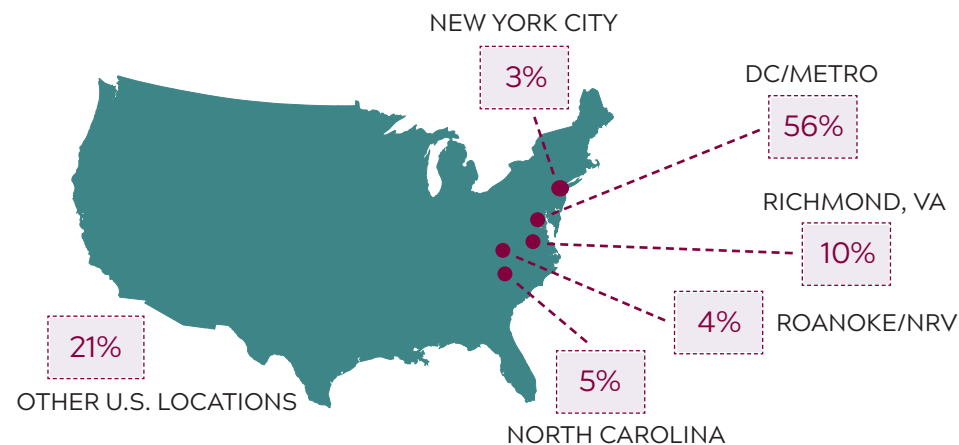 NEW YORK CITY
3%
DC/METRO
56%
RICHMOND, VA
10%
4%
ROANOKE/NRV
21%
OTHER U.S. LOCATIONS
5%
NORTH CAROLINA